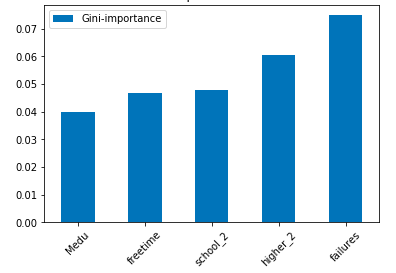 Gini-importance
0.07
0.06
0.05
0.04
0.03
0.02
0.01
0.00
Medu
freetime
school_2
higher_2
failures